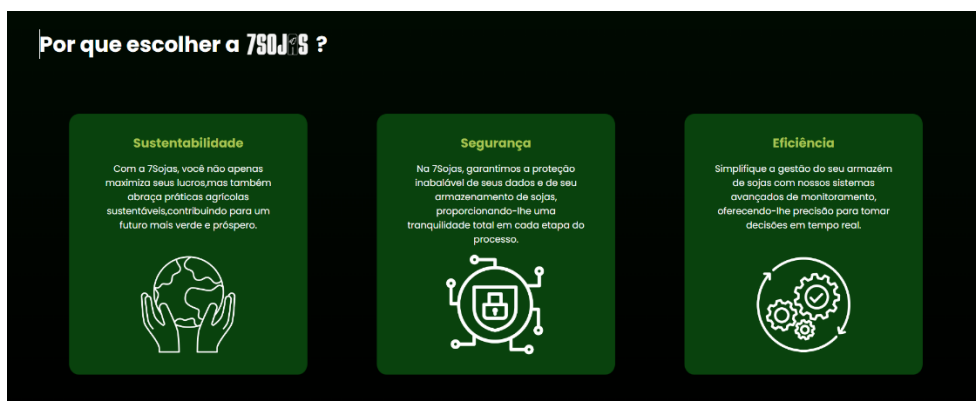 Por que escolher a 7SOJAS ?
Sustentabilidade
Com a 7Sojas, você não apenas
maximiza seus lucros,mas também
abraça práticas agrícolas
sustentáveis,contribuindo para um
futuro mais verde e próspero.
Segurança
Na 7Sojas, garantimos a proteção
inabalável de seus dados e de seu
armazenamento de sojas,
proporcionando-lhe uma
tranquilidade total em cada etapa do
processo.
Eficiência
Simplifique a gestão do seu armazém
de sojas com nossos sistemas
avançados de monitoramento,
oferecendo-lhe precisão para tomar
decisões em tempo real.